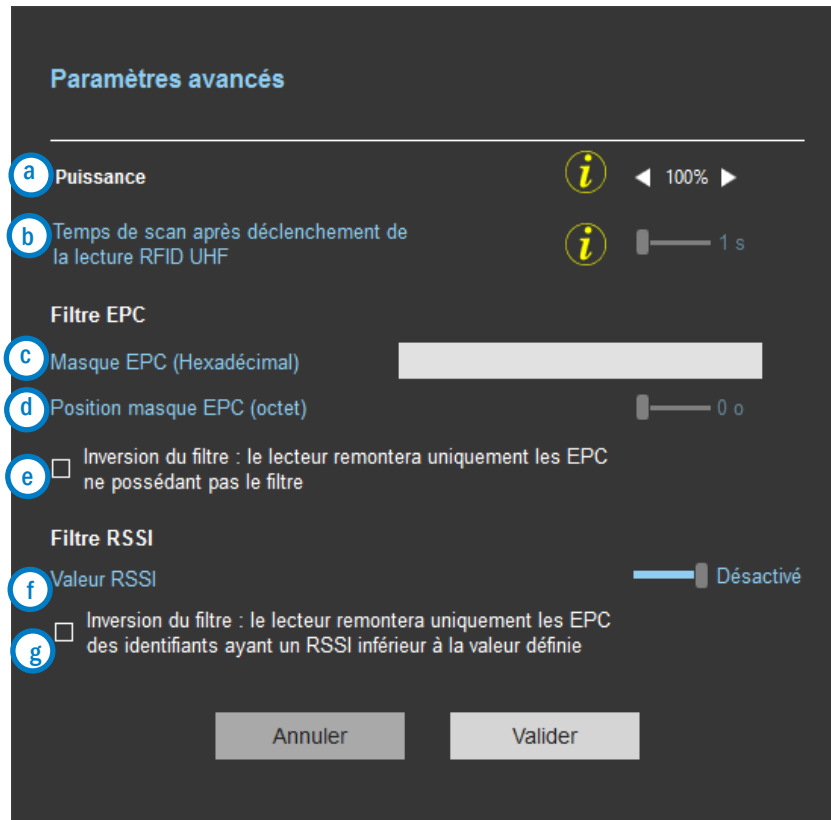 Paramètres avancés
a Puissance i ◀ 100% ▶
b Temps de scan après déclenchement de
la lecture RFID UHF i 1 s
Filtre EPC
c Masque EPC (Hexadécimal)
d Position masque EPC (octet) 0 o
e Inversion du filtre : le lecteur remontera uniquement les EPC
ne possédant pas le filtre
Filtre RSSI
f Valeur RSSI Désactivé
g Inversion du filtre : le lecteur remontera uniquement les EPC
des identifiants ayant un RSSI inférieur à la valeur définie
Annuler Valider